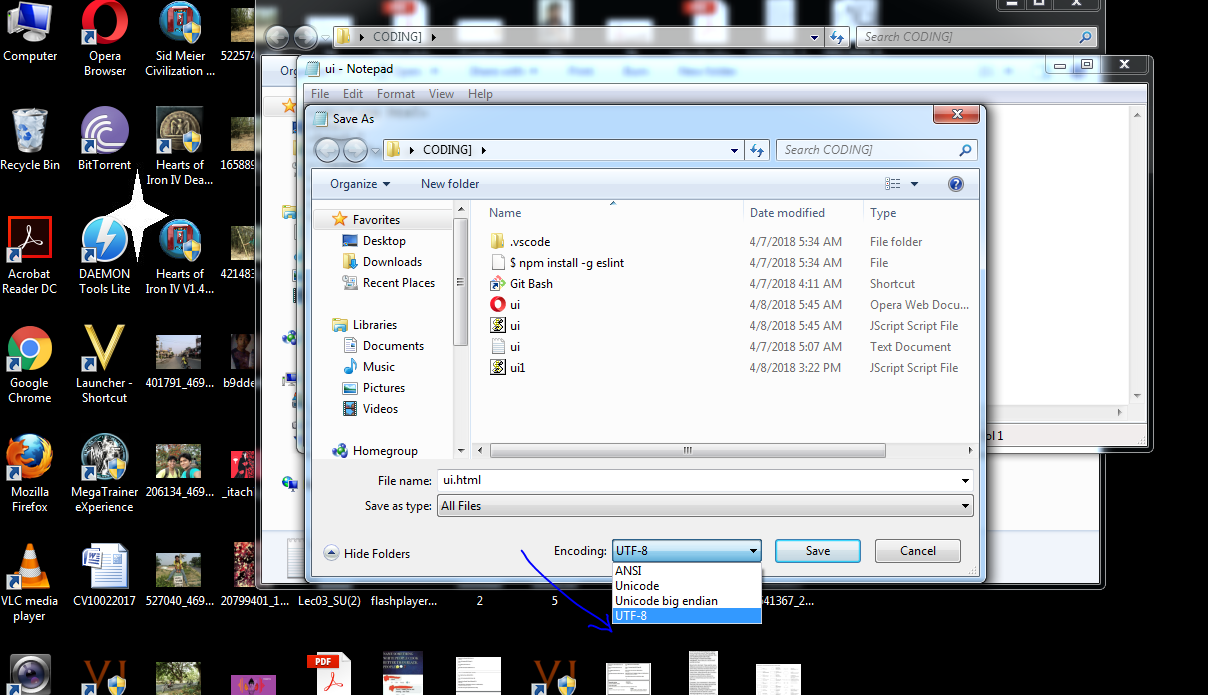 Computer
Opera
Browser
Sid Meier
Civilization ...
522574
CODING]
Search CODING]
ui - Notepad
File Edit Format View Help
Save As
CODING]
Search CODING]
Organize
New folder
Recycle Bin
BitTorrent
Hearts of
Iron IV Dea...
165889
Favorites
Desktop
Downloads
Recent Places
Libraries
Documents
Music
Pictures
Videos
Homegroup
Name Date modified Type
.vscode 4/7/2018 5:34 AM File folder
$ npm install -g eslint 4/7/2018 5:34 AM File
Git Bash 4/7/2018 4:11 AM Shortcut
ui 4/8/2018 5:45 AM Opera Web Docu...
ui 4/8/2018 5:45 AM JScript Script File
ui 4/7/2018 5:07 AM Text Document
ui1 4/8/2018 3:22 PM JScript Script File
Acrobat
Reader DC
DAEMON
Tools Lite
Hearts of
Iron IV V1.4...
421483
Google
Chrome
Launcher -
Shortcut
401791_469...
b9dde
ol 1
File name: ui.html
Save as type: All Files
Hide Folders
Encoding: UTF-8
Save
Cancel
ANSI
Unicode
Unicode big endian
UTF-8
Mozilla
Firefox
MegaTrainer
eXperience
206134_469...
_itach
VLC media
player
CV10022017
527040_469...
20799401_1...
Lec03_SU(2)
flashplayer...
2
5
541367_2...
PDF